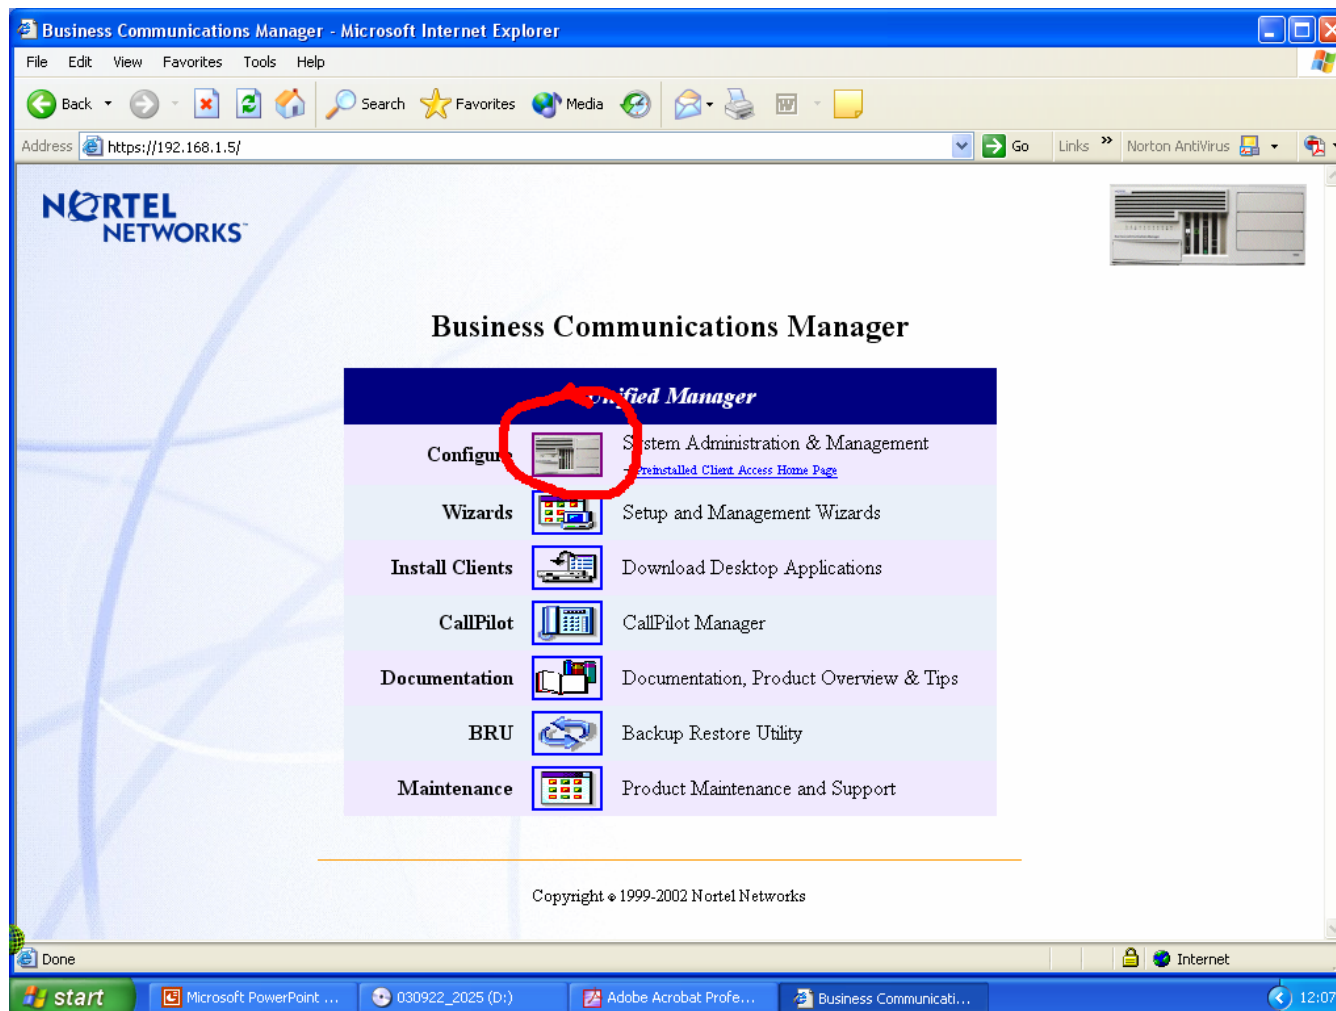 Business Communications Manager - Microsoft Internet Explorer
File Edit View Favorites Tools Help
Back Search Favorites Media
Address https://192.168.1.5/ Go Links » Norton AntiVirus
NORTEL
NETWORKS
Business Communications Manager
Unified Manager
Configure System Administration & Management
Preinstalled Client Access Home Page
Wizards Setup and Management Wizards
Install Clients Download Desktop Applications
CallPilot CallPilot Manager
Documentation Documentation, Product Overview & Tips
BRU Backup Restore Utility
Maintenance Product Maintenance and Support
Copyright © 1999-2002 Nortel Networks
Done Internet
start Microsoft PowerPoint ... 030922_2025 (D:) Adobe Acrobat Profe... Business Communicati... 12:07